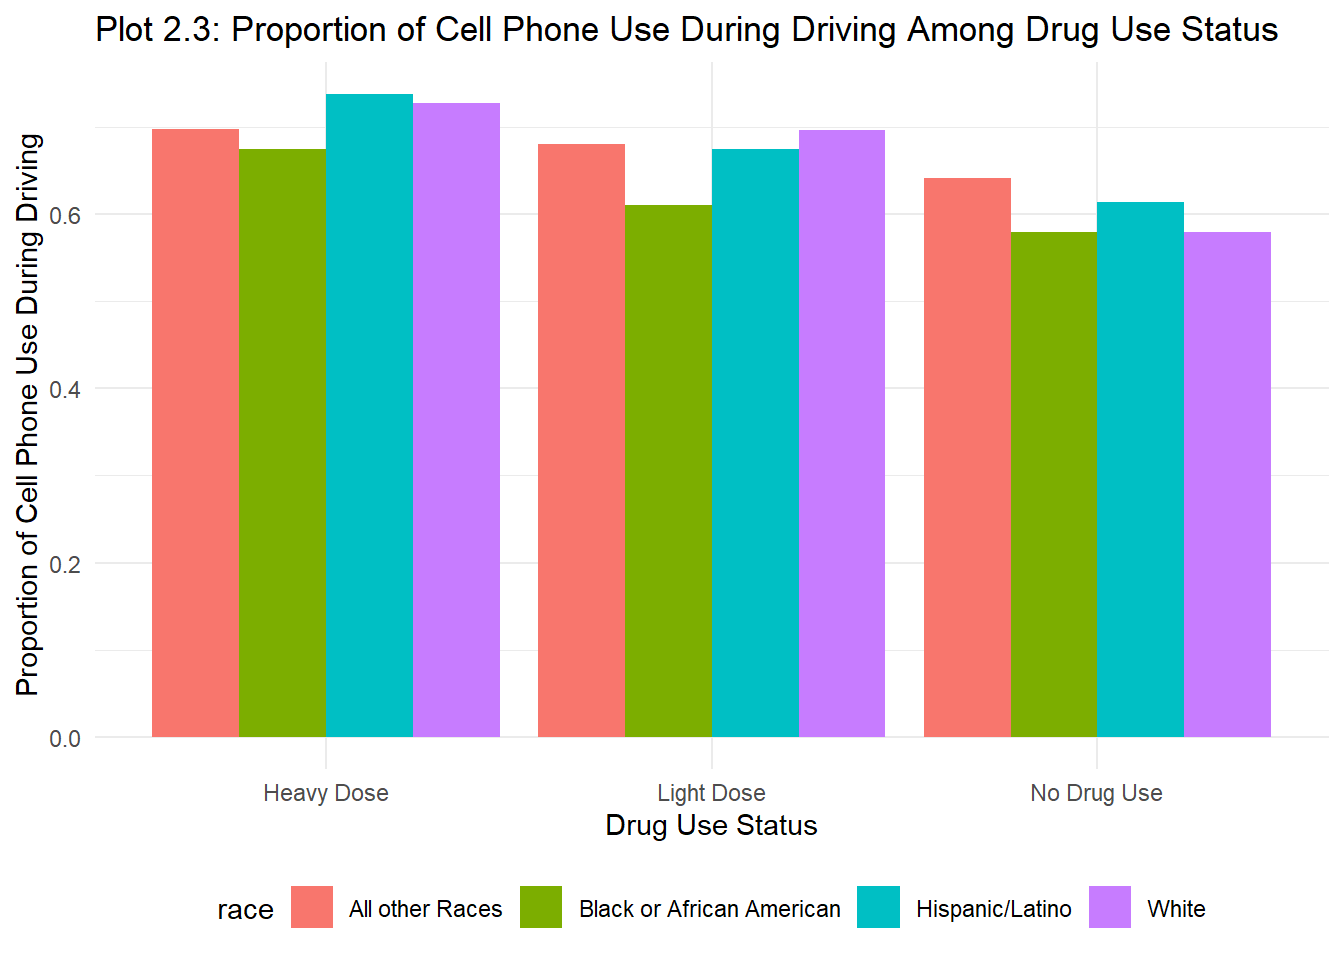 Plot 2.3: Proportion of Cell Phone Use During Driving Among Drug Use Status
Proportion of Cell Phone Use During Driving
0.6
0.4
0.2
0.0
Heavy Dose Light Dose No Drug Use
Drug Use Status
race All other Races Black or African American Hispanic/Latino White